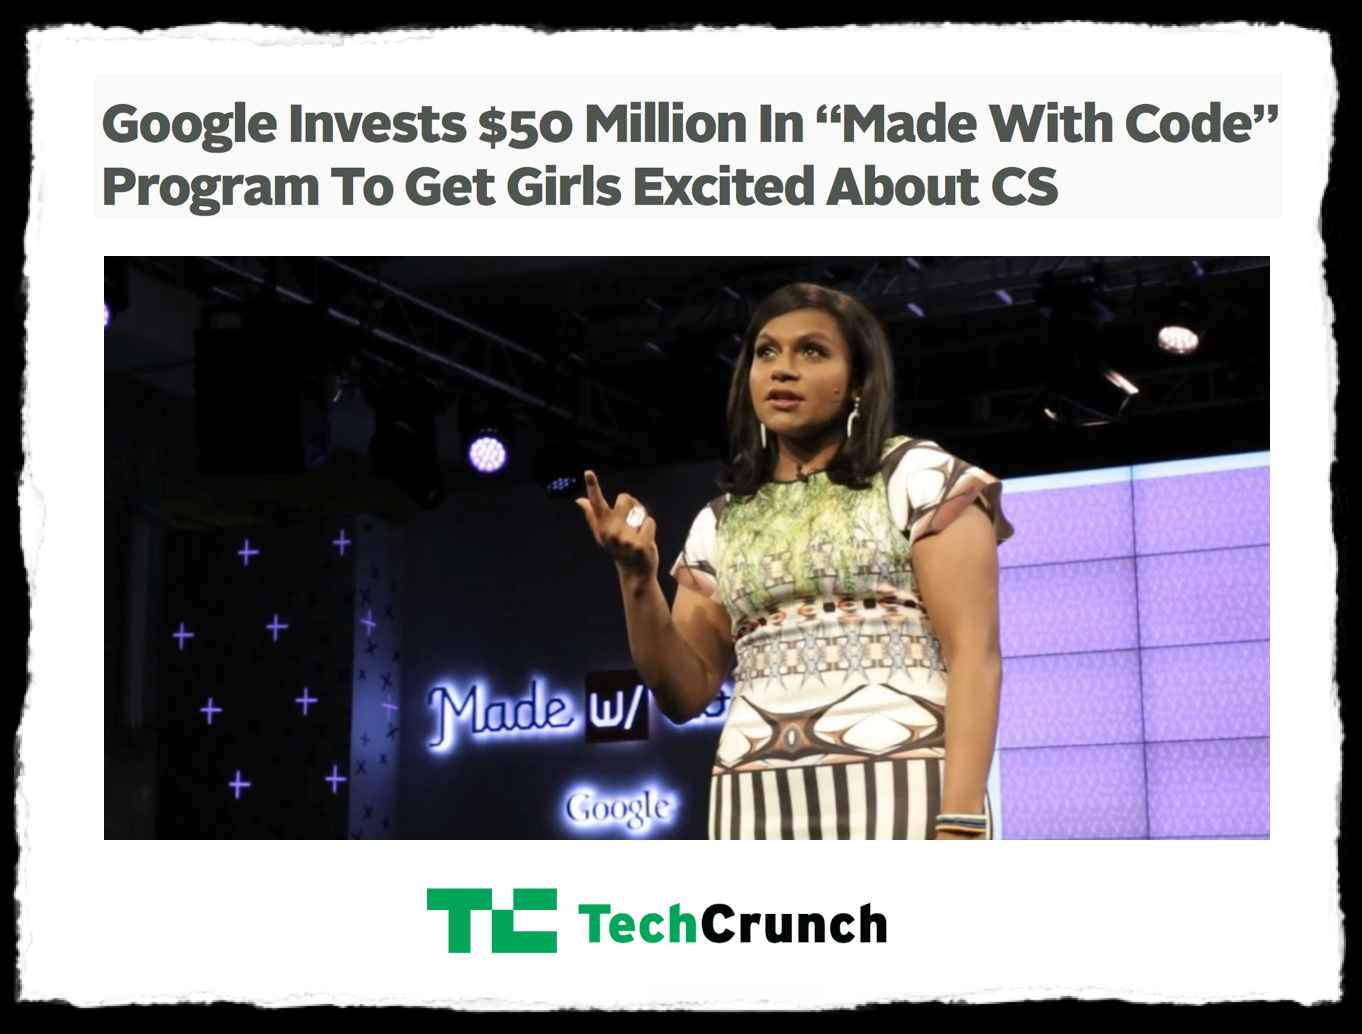 Google Invests $50 Million In “Made With Code”
Program To Get Girls Excited About CS
Made w/
Google
TC TechCrunch